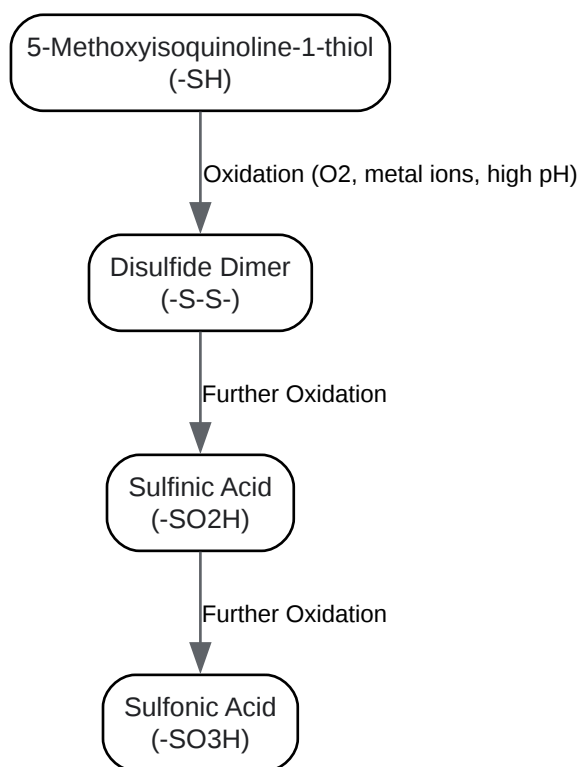 5-Methoxyisoquinoline-1-thiol
(-SH)
Oxidation (O2, metal ions, high pH)
Disulfide Dimer
(-S-S-)
Further Oxidation
Sulfinic Acid
(-SO2H)
Further Oxidation
Sulfonic Acid
(-SO3H)